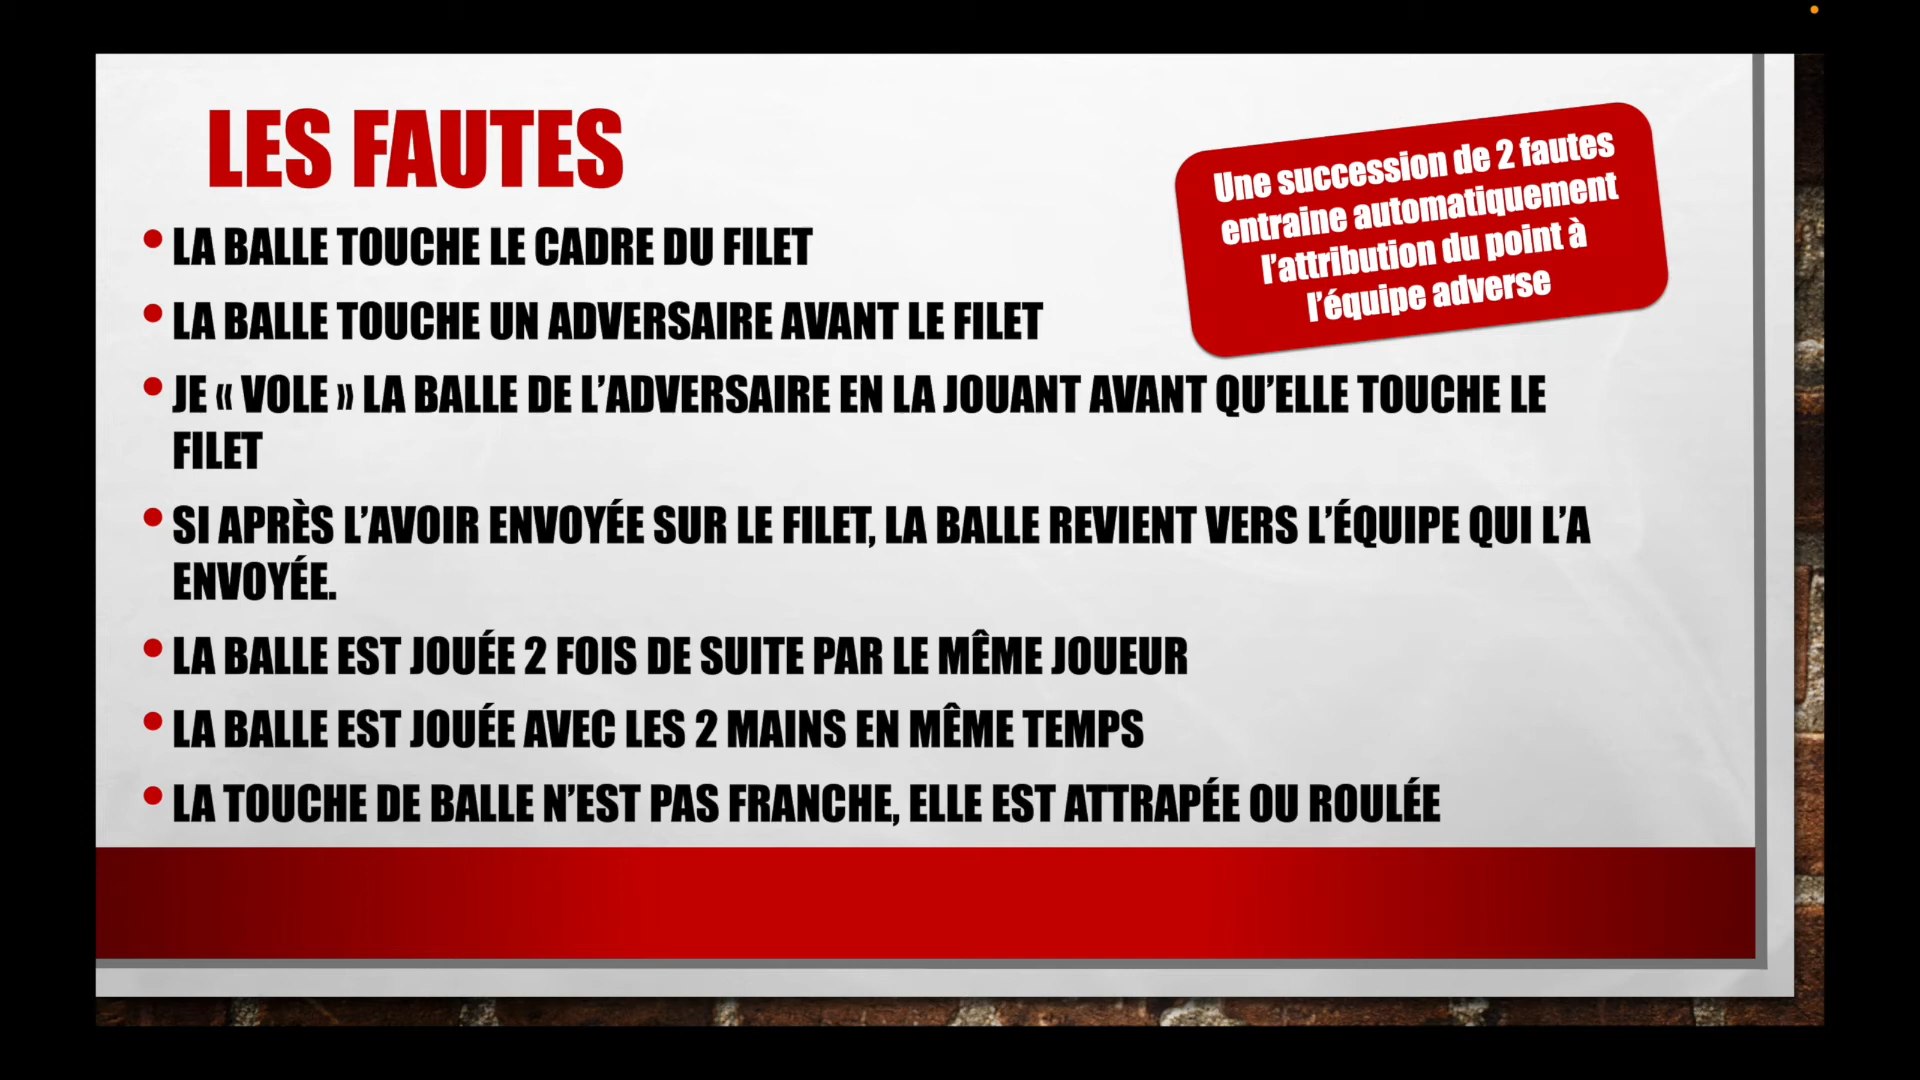 LES FAUTES
Une succession de 2 fautes
entraine automatiquement
l'attribution du point à
l'équipe adverse
• LA BALLE TOUCHE LE CADRE DU FILET
• LA BALLE TOUCHE UN ADVERSAIRE AVANT LE FILET
• JE « VOLE » LA BALLE DE L'ADVERSAIRE EN LA JOUANT AVANT QU'ELLE TOUCHE LE
FILET
• SI APRÈS L'AVOIR ENVOYÉE SUR LE FILET, LA BALLE REVIENT VERS L'ÉQUIPE QUI L'A
ENVOYÉE.
• LA BALLE EST JOUÉE 2 FOIS DE SUITE PAR LE MÊME JOUEUR
• LA BALLE EST JOUÉE AVEC LES 2 MAINS EN MÊME TEMPS
• LA TOUCHE DE BALLE N'EST PAS FRANCHE, ELLE EST ATTRAPÉE OU ROULÉE